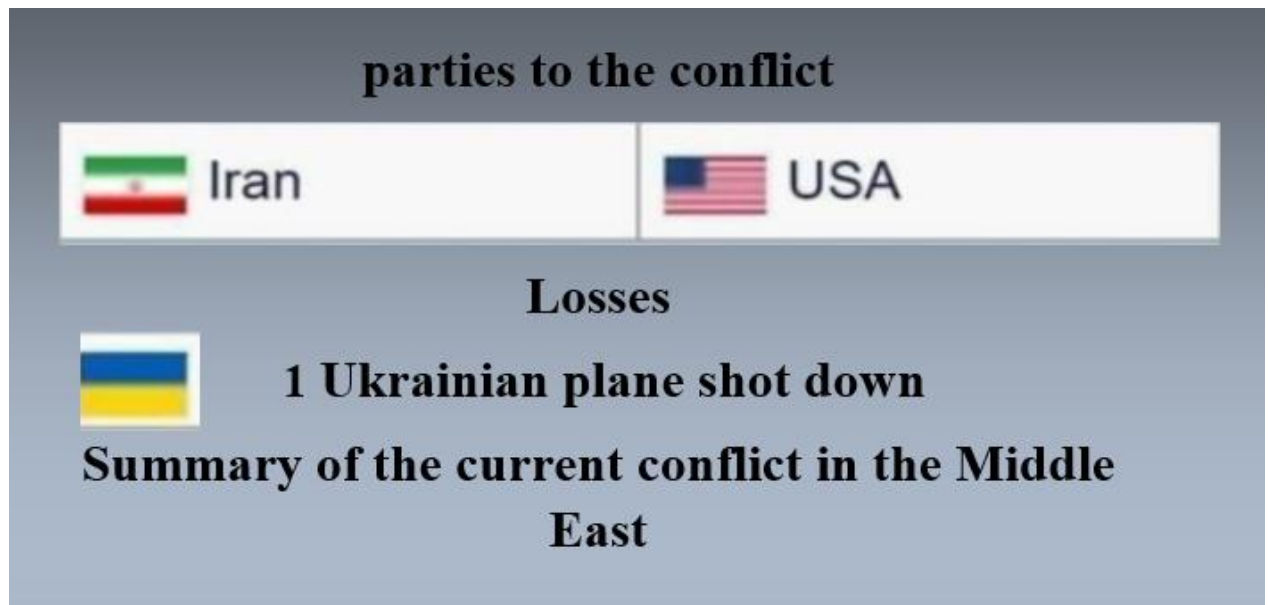 parties to the conflict
Iran USA
Losses
1 Ukrainian plane shot down
Summary of the current conflict in the Middle
East